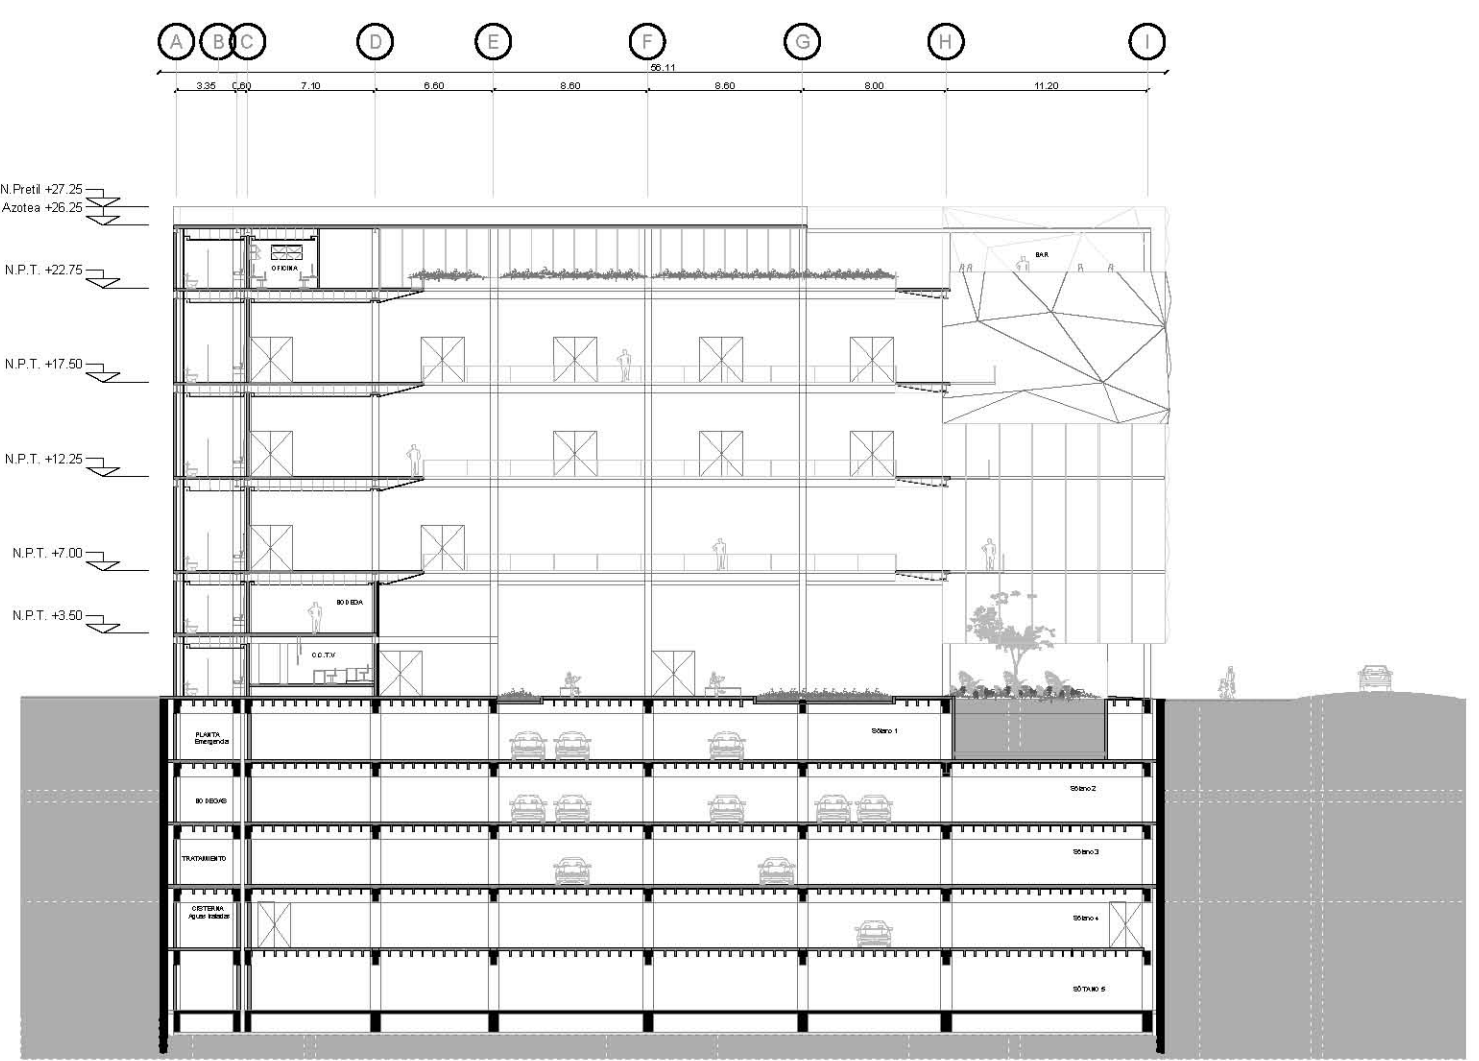 A B C D E F G H I
56.11
3.35 0.60 7.10 6.60 8.60 8.60 8.00 11.20
N.Pretil +27.25
Azotea +26.25
BAR
OFICINA
N.P.T. +22.75
N.P.T. +17.50
N.P.T. +12.25
N.P.T. +7.00
BODEGA
N.P.T. +3.50
C.C.T.V
PLANTA
Emergencia
Sótano 1
Sótano 2
BODEGAS
Sótano 3
TRATAMIENTO
CISTERNA
Aguas tratadas
Sótano 4
SÓTANO 5